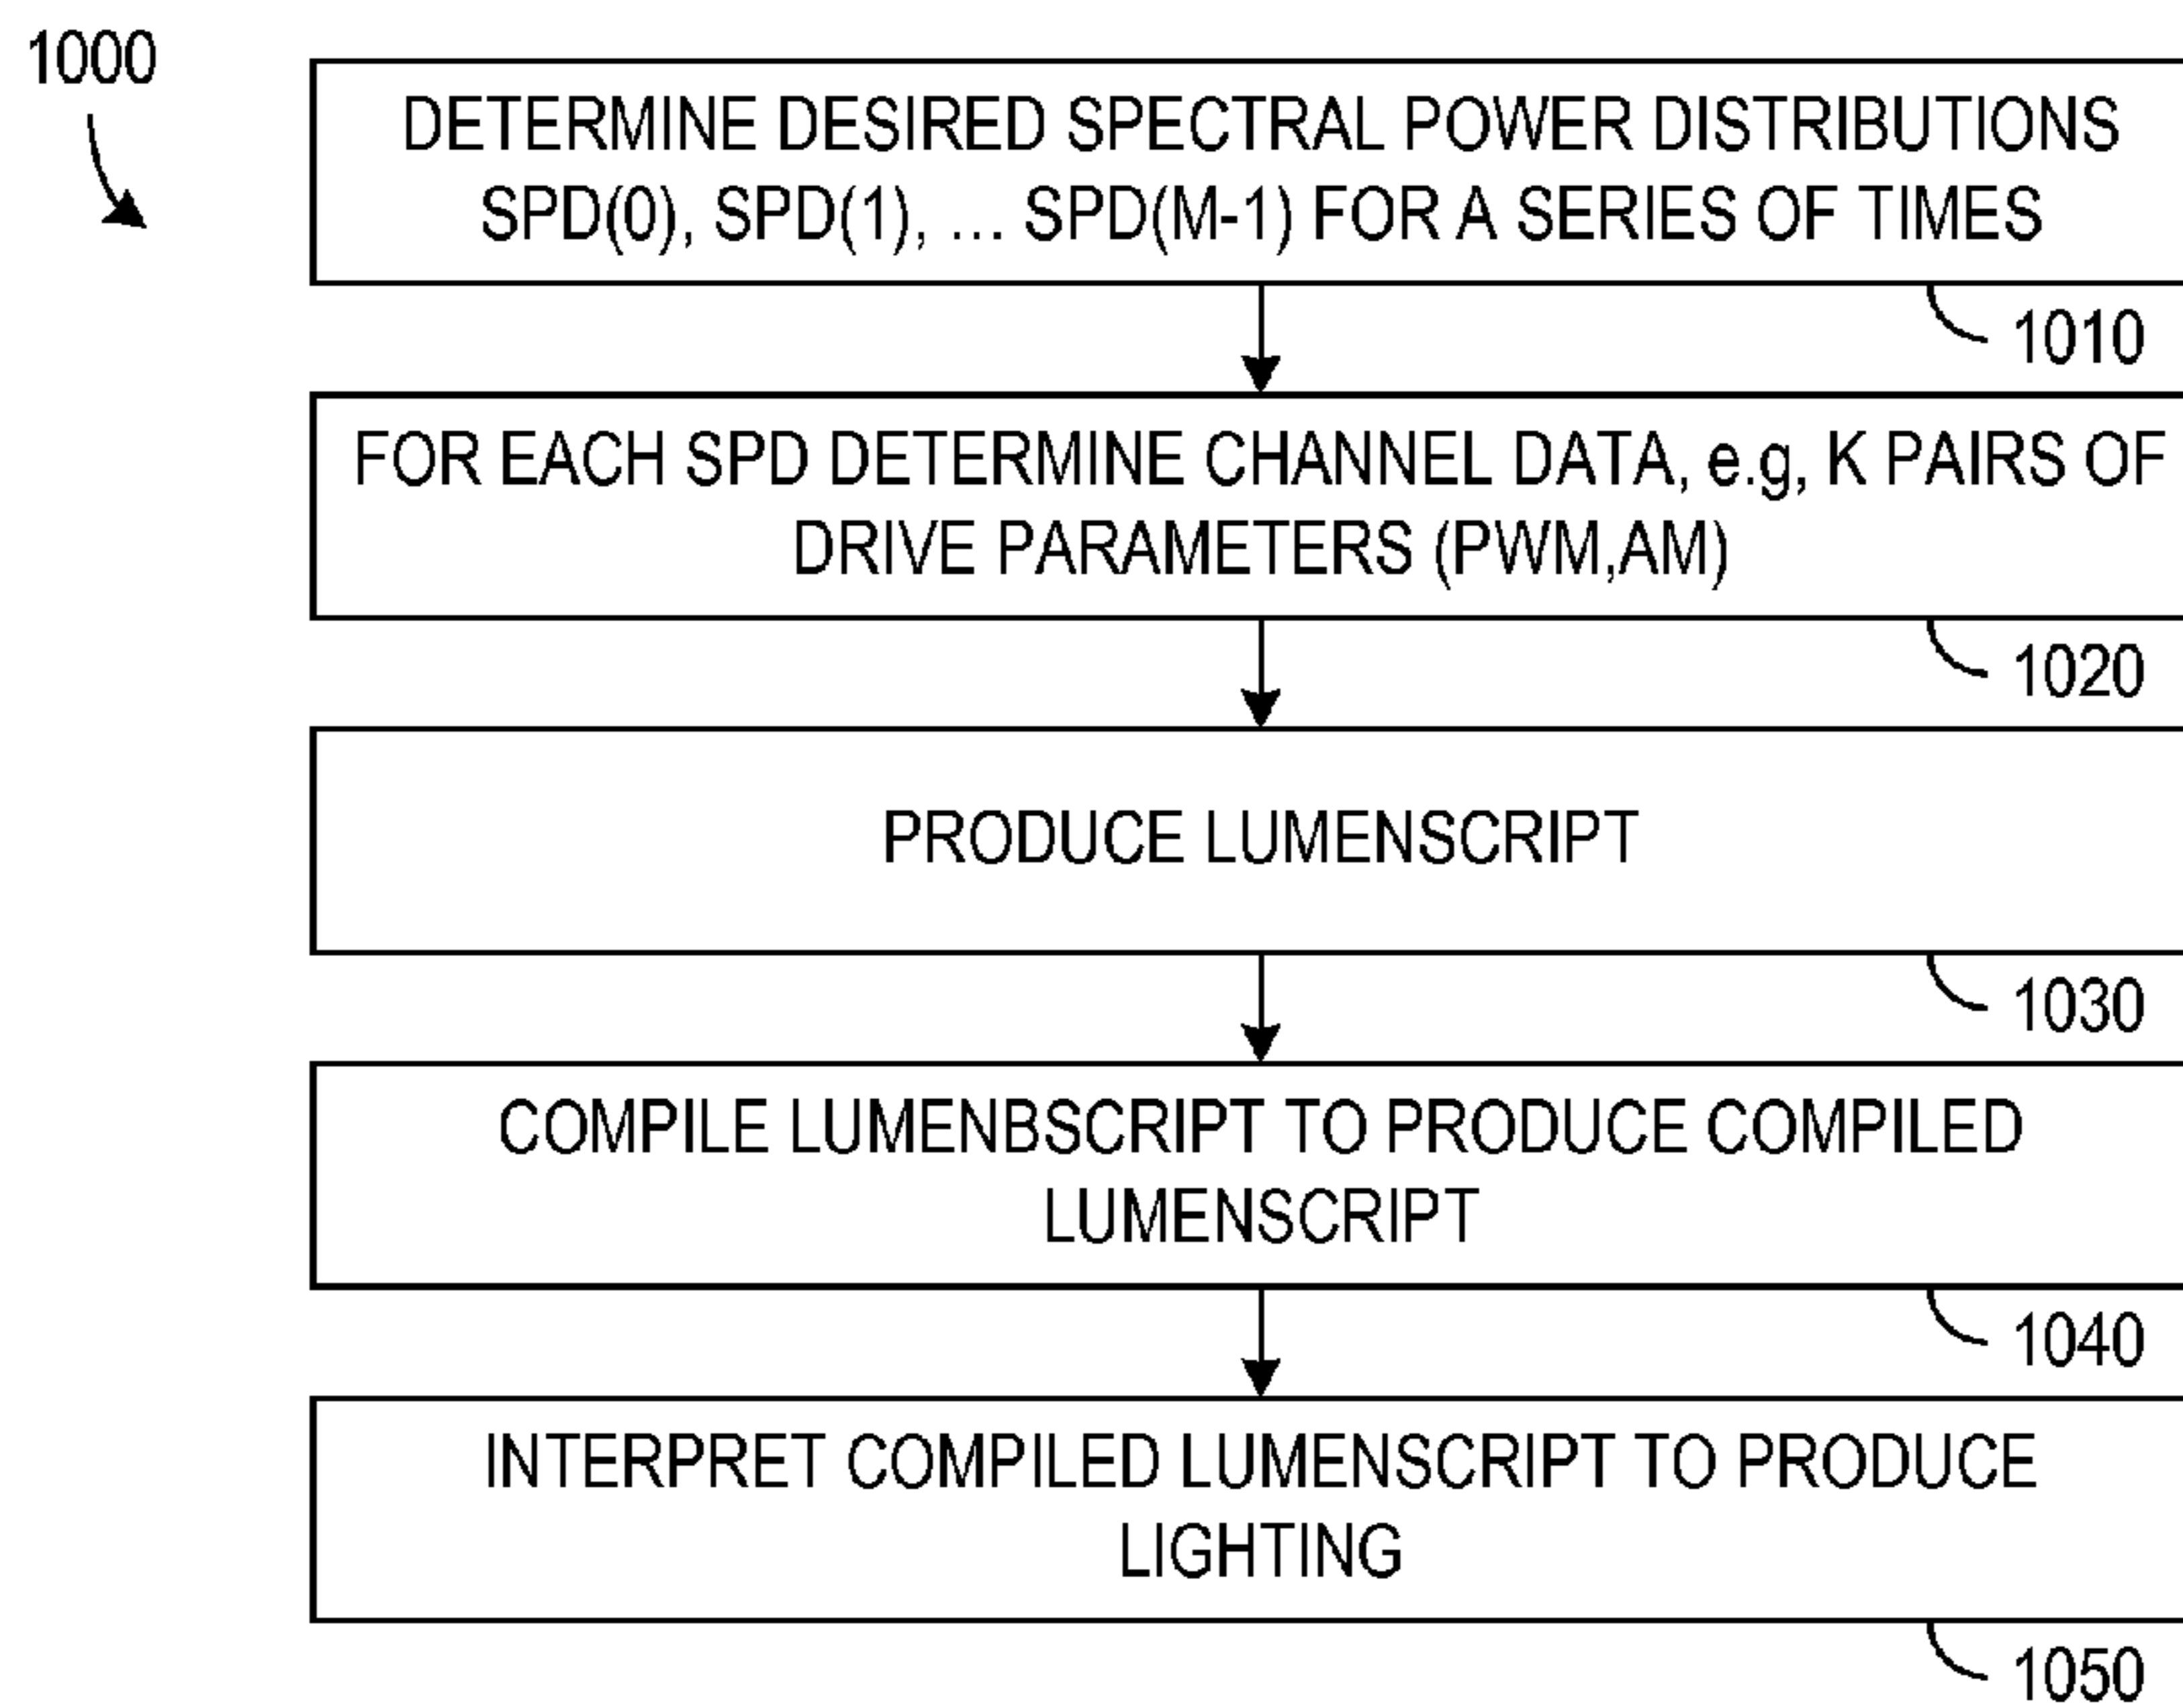 1000
DETERMINE DESIRED SPECTRAL POWER DISTRIBUTIONS
SPD(0), SPD(1), ... SPD(M-1) FOR A SERIES OF TIMES
1010
FOR EACH SPD DETERMINE CHANNEL DATA, e.g, K PAIRS OF
DRIVE PARAMETERS (PWM,AM)
1020
PRODUCE LUMENSCRIPT
1030
COMPILE LUMENBSCRIPT TO PRODUCE COMPILED
LUMENSCRIPT
1040
INTERPRET COMPILED LUMENSCRIPT TO PRODUCE
LIGHTING
1050